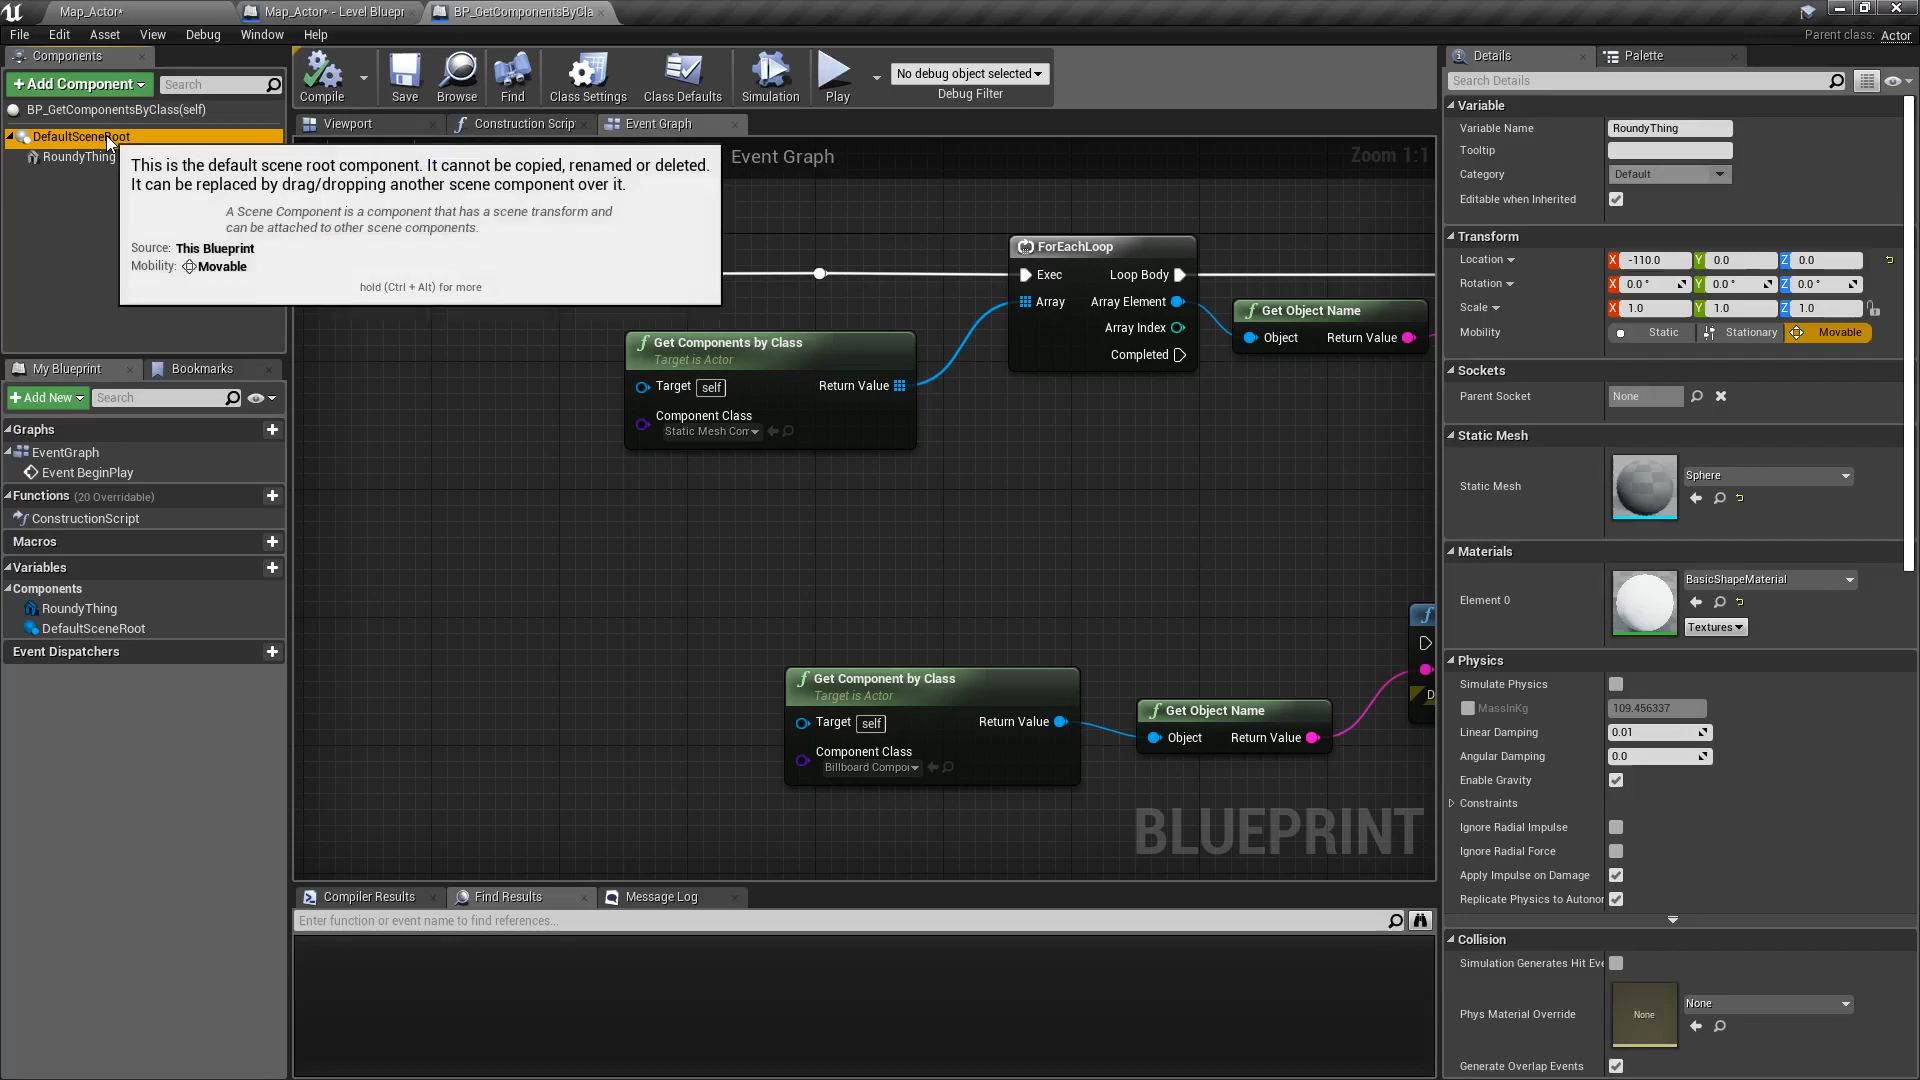 Map_Actor*
Map_Actor* - Level Bluepr
BP_GetComponentsByCla
File Edit Asset View Debug Window Help
Parent class: Actor
Components
+Add Component
Search
BP_GetComponentsByClass(self)
DefaultSceneRoot
RoundyThing
This is the default scene root component. It cannot be copied, renamed or deleted.
It can be replaced by drag/dropping another scene component over it.
A Scene Component is a component that has a scene transform and
can be attached to other scene components.
Source: This Blueprint
Mobility: Movable
hold (Ctrl + Alt) for more
My Blueprint
Bookmarks
+Add New
Search
Graphs
EventGraph
Event BeginPlay
Functions (20 Overridable)
ConstructionScript
Macros
Variables
Components
RoundyThing
DefaultSceneRoot
Event Dispatchers
Compile
Save
Browse
Find
Class Settings
Class Defaults
Simulation
Play
No debug object selected
Debug Filter
Viewport
Construction Scrip
Event Graph
Event Graph
Zoom 1:1
ForEachLoop
Exec
Loop Body
Array
Array Element
Array Index
Completed
Get Object Name
Object
Return Value
Get Components by Class
Target is Actor
Target self
Return Value
Component Class
Static Mesh Con
Get Component by Class
Target is Actor
Target self
Return Value
Component Class
Billboard Compo
Get Object Name
Object
Return Value
D
BLUEPRINT
Compiler Results
Find Results
Message Log
Enter function or event name to find references...
Details
Palette
Search Details
Variable
Variable Name RoundyThing
Tooltip
Category Default
Editable when Inherited
Transform
Location X -110.0 Y 0.0 Z 0.0
Rotation X 0.0 ° Y 0.0 ° Z 0.0 °
Scale X 1.0 Y 1.0 Z 1.0
Mobility Static Stationary Movable
Sockets
Parent Socket None
Static Mesh
Static Mesh Sphere
Materials
Element 0 BasicShapeMaterial
Textures
Physics
Simulate Physics
MassInKg 109.456337
Linear Damping 0.01
Angular Damping 0.0
Enable Gravity
Constraints
Ignore Radial Impulse
Ignore Radial Force
Apply Impulse on Damage
Replicate Physics to Autonor
Collision
Simulation Generates Hit Eve
Phys Material Override None None
Generate Overlap Events